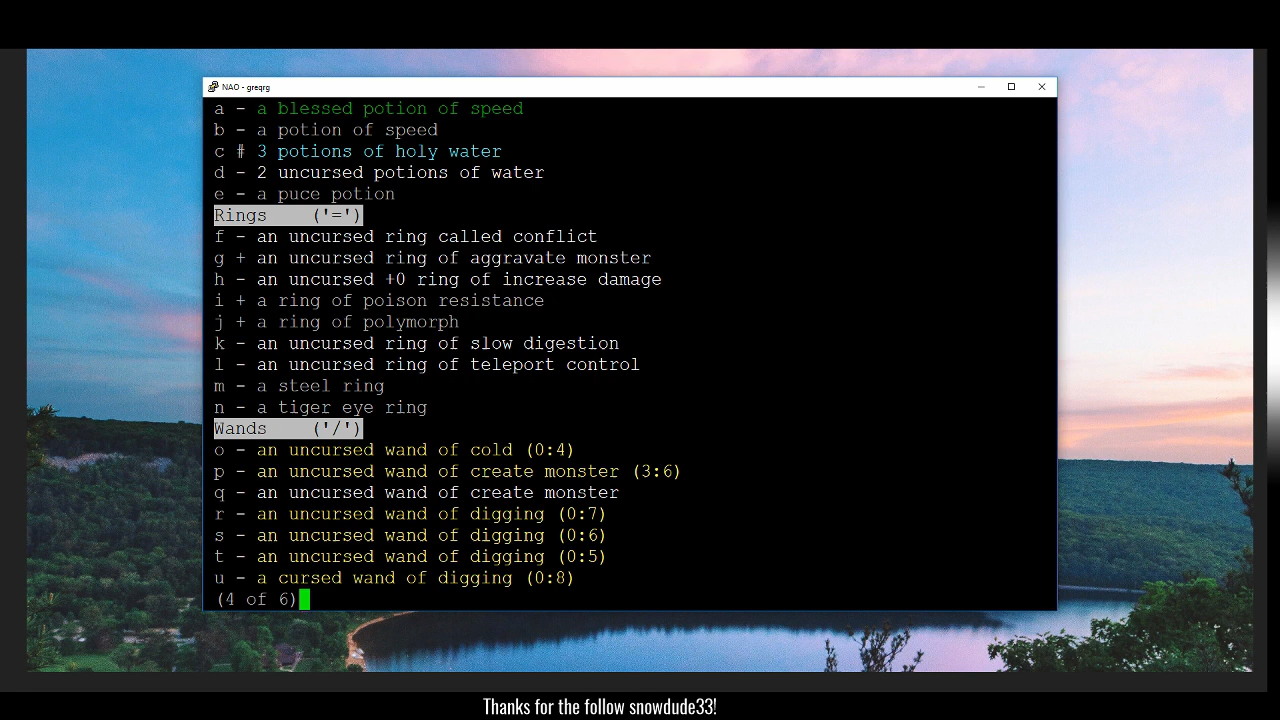 NAO - greqrg
a - a blessed potion of speed
b - a potion of speed
c # 3 potions of holy water
d - 2 uncursed potions of water
e - a puce potion
Rings    ('=')
f - an uncursed ring called conflict
g + an uncursed ring of aggravate monster
h - an uncursed +0 ring of increase damage
i + a ring of poison resistance
j + a ring of polymorph
k - an uncursed ring of slow digestion
l - an uncursed ring of teleport control
m - a steel ring
n - a tiger eye ring
Wands    ('/')
o - an uncursed wand of cold (0:4)
p - an uncursed wand of create monster (3:6)
q - an uncursed wand of create monster
r - an uncursed wand of digging (0:7)
s - an uncursed wand of digging (0:6)
t - an uncursed wand of digging (0:5)
u - a cursed wand of digging (0:8)
(4 of 6)
Thanks for the follow snowdude33!